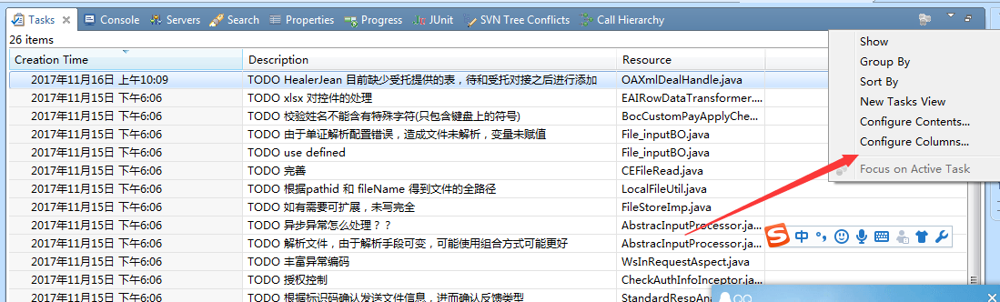 Tasks Console Servers Search Properties Progress JUnit SVN Tree Conflicts Call Hierarchy
26 items
Creation Time Description Resource
2017年11月16日 上午10:09 TODO HealerJean 目前缺少受托提供的表，待和受托对接之后进行添加 OAXmlDealHandle.java
2017年11月15日 下午6:06 TODO xlsx 对控件的处理 EAIRowDataTransformer....
2017年11月15日 下午6:06 TODO 校验姓名不能含有特殊字符(只包含键盘上的符号) BocCustomPayApplyChe...
2017年11月15日 下午6:06 TODO 由于单证解析配置错误，造成文件未解析，变量未赋值 File_inputBO.java
2017年11月15日 下午6:06 TODO use defined File_inputBO.java
2017年11月15日 下午6:06 TODO 完善 CEFileRead.java
2017年11月15日 下午6:06 TODO 根据pathid 和 fileName 得到文件的全路径 LocalFileUtil.java
2017年11月15日 下午6:06 TODO 如有需要可扩展，未写完全 FileStoreImp.java
2017年11月15日 下午6:06 TODO 异步异常怎么处理？？ AbstracInputProcessor.ja...
2017年11月15日 下午6:06 TODO 解析文件，由于解析手段可变，可能使用组合方式可能更好 AbstracInputProcessor.ja...
2017年11月15日 下午6:06 TODO 丰富异常编码 WsInRequestAspect.java
2017年11月15日 下午6:06 TODO 授权控制 CheckAuthInfoInceptor.java
2017年11月15日 下午6:06 TODO 根据标识码确认发送文件信息，进而确认反馈类型 StandardRespAna
Show
Group By
Sort By
New Tasks View
Configure Contents...
Configure Columns...
Focus on Active Task
S 中
QQ